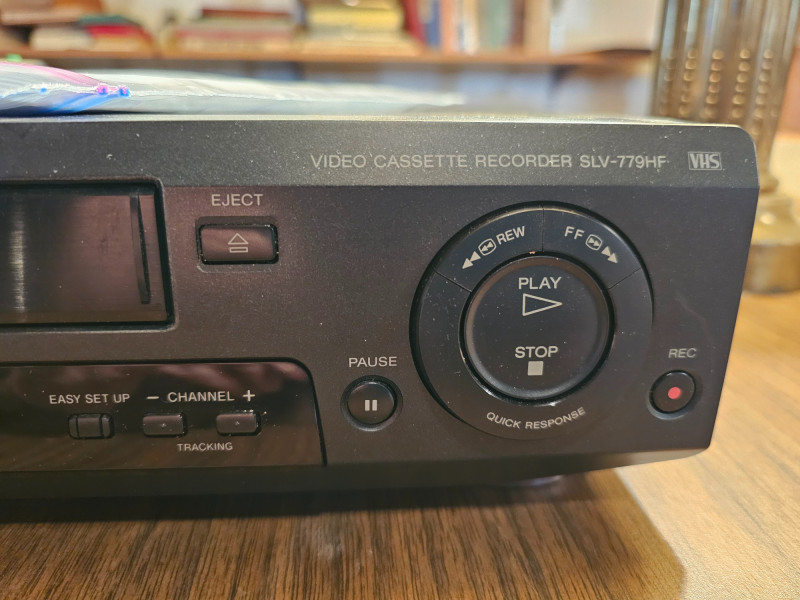 VIDEO CASSETTE RECORDER SLV-779HF VHS
EJECT
REW FF
PLAY
STOP
QUICK RESPONSE
PAUSE
REC
EASY SET UP − CHANNEL +
TRACKING